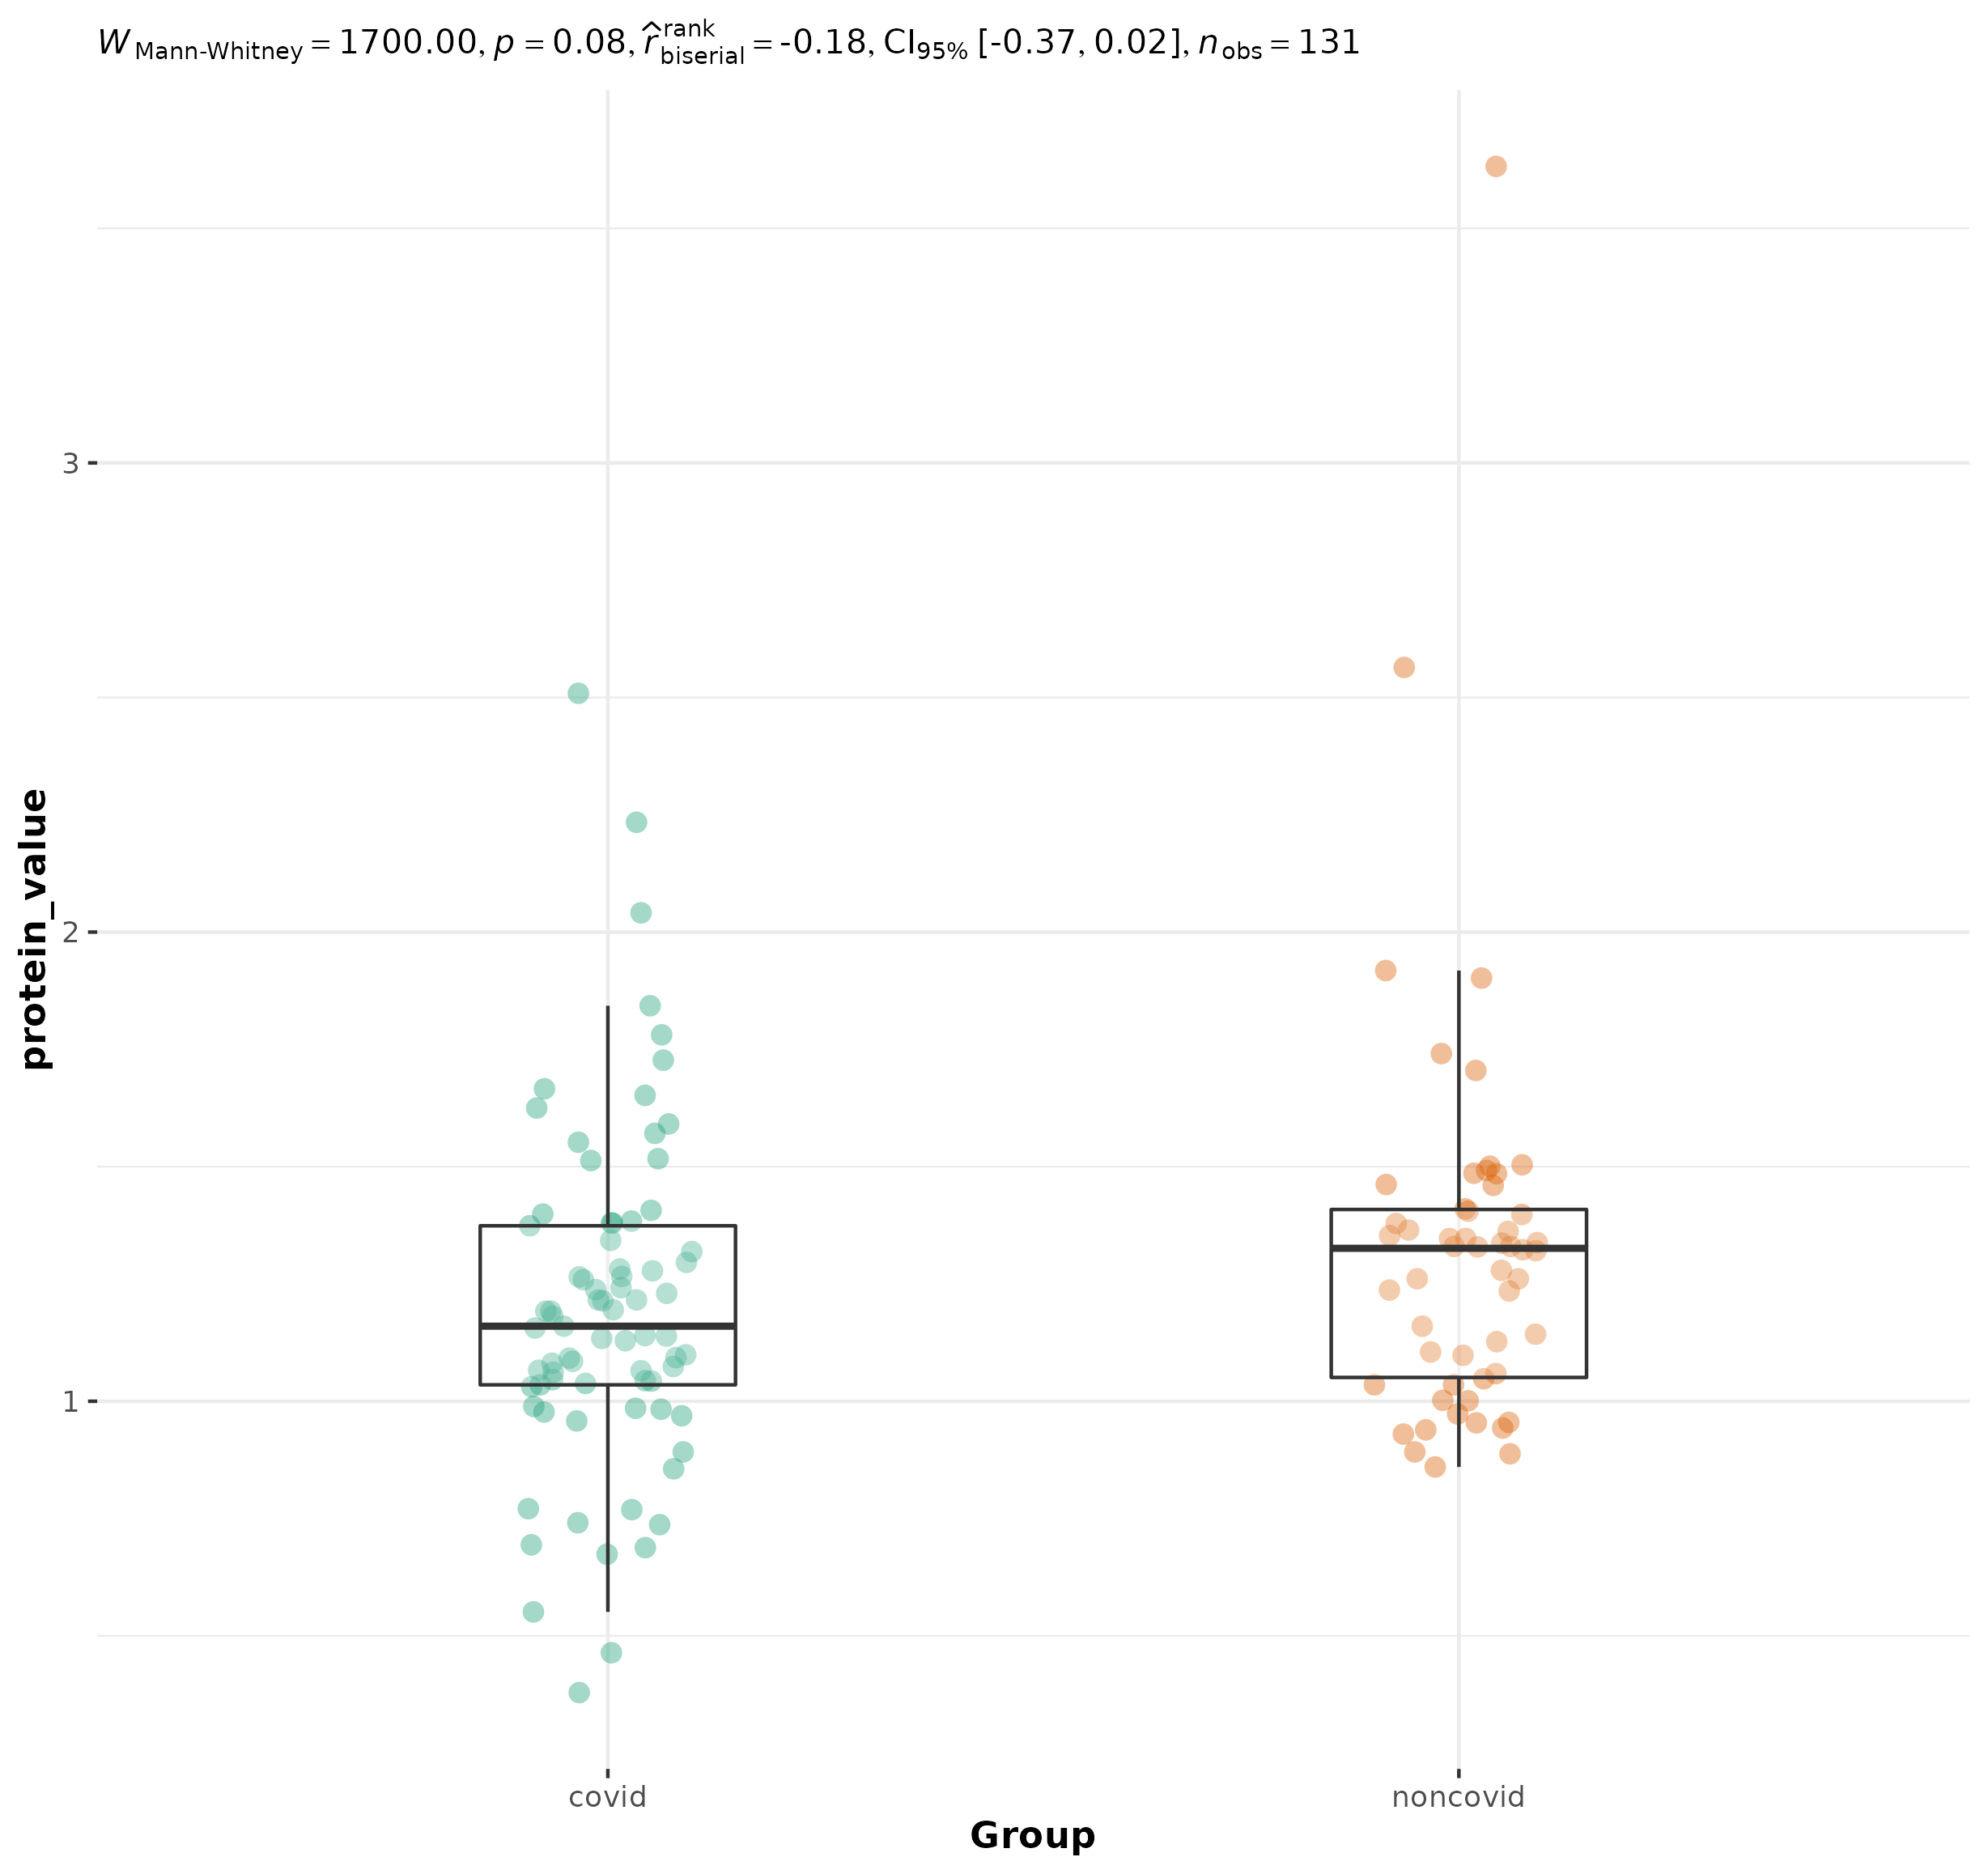 W Mann-Whitney = 1700.00, p = 0.08, r̂ rank biserial = -0.18, CI95% [-0.37, 0.02], nobs = 131
protein_value
3
2
1
covid noncovid
Group